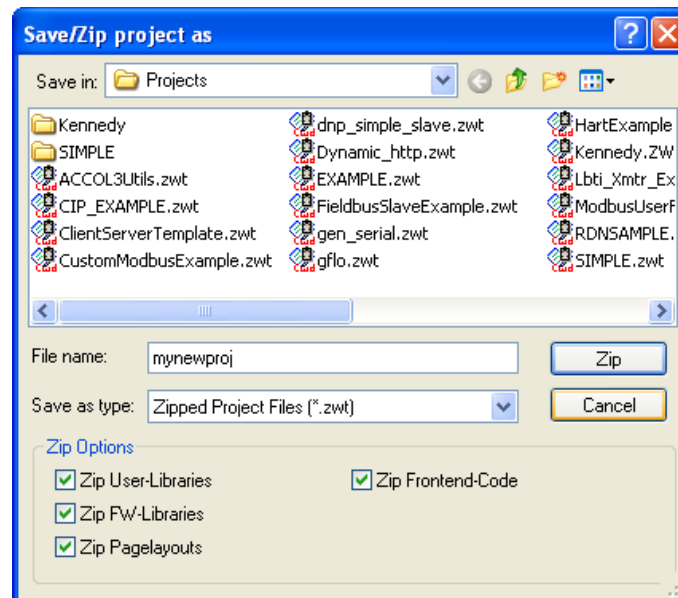 Save/Zip project as
Save in: Projects
Kennedy
SIMPLE
ACCOL3Utils.zwt
CIP_EXAMPLE.zwt
ClientServerTemplate.zwt
CustomModbusExample.zwt
dnp_simple_slave.zwt
Dynamic_http.zwt
EXAMPLE.zwt
FieldbusSlaveExample.zwt
gen_serial.zwt
gflo.zwt
HartExample
Kennedy.ZW
Lbti_Xmtr_Ex
ModbusUserF
RDNSAMPLE.
SIMPLE.zwt
File name: mynewproj Zip
Save as type: Zipped Project Files (*.zwt) Cancel
Zip Options
Zip User-Libraries Zip Frontend-Code
Zip FW-Libraries
Zip Pagelayouts